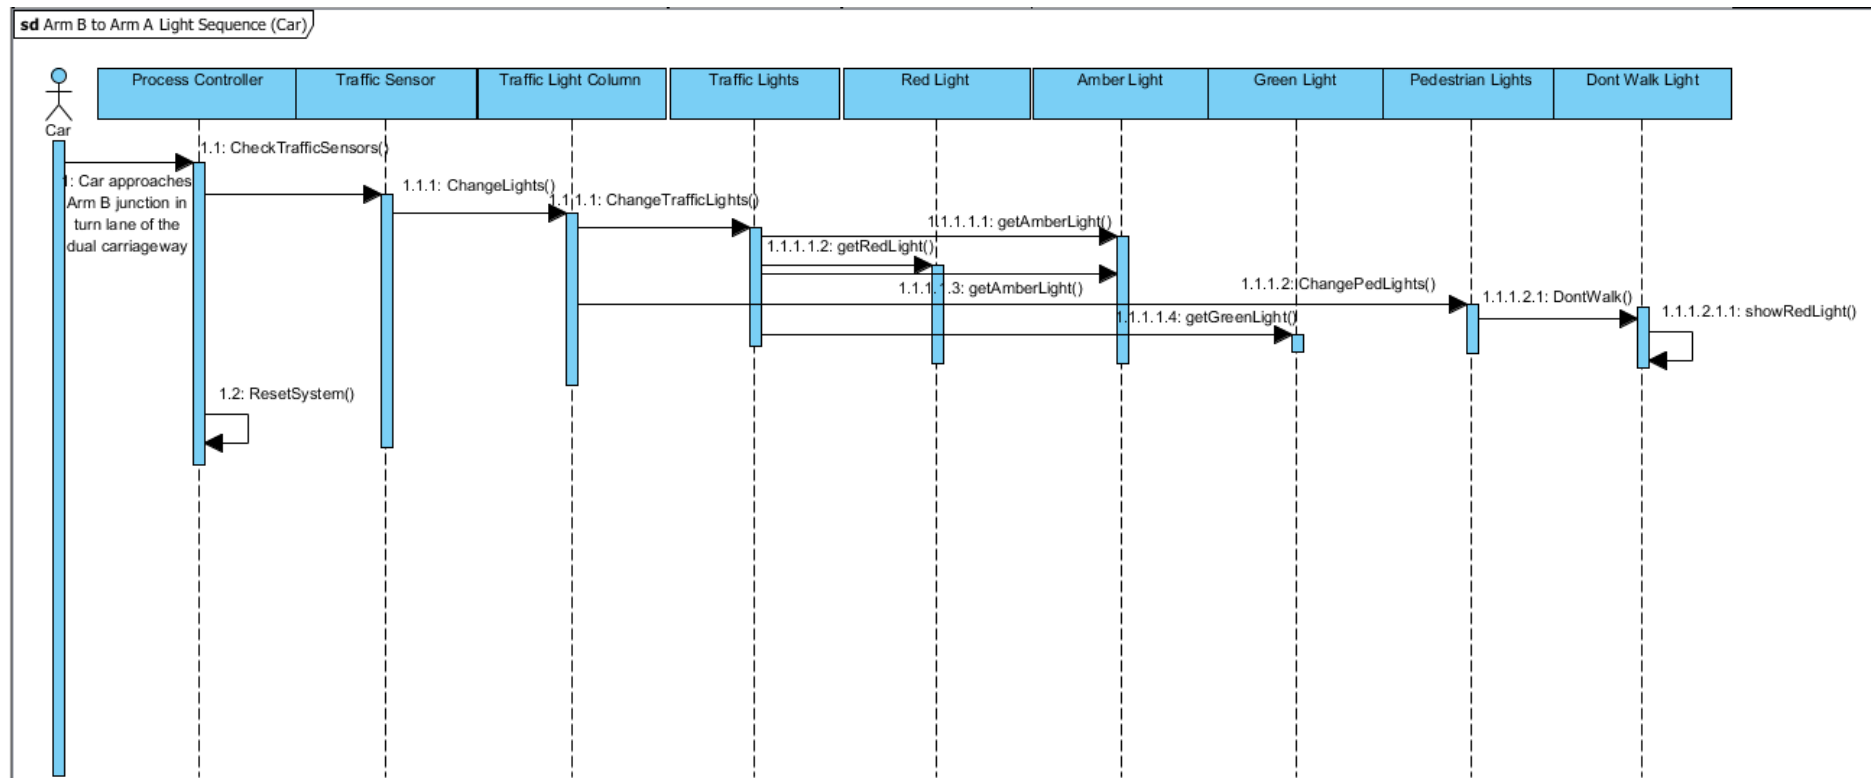 sd Arm B to Arm A Light Sequence (Car)
Process Controller
Traffic Sensor
Traffic Light Column
Traffic Lights
Red Light
Amber Light
Green Light
Pedestrian Lights
Dont Walk Light
Car
1.1: CheckTrafficSensors()
1: Car approaches
Arm B junction in
turn lane of the
dual carriageway
1.1.1: ChangeLights()
1.1.1.1: ChangeTrafficLights()
1.1.1.1.1: getAmberLight()
1.1.1.1.2: getRedLight()
1.1.1.1.3: getAmberLight()
1.1.1.2: ChangePedLights()
1.1.1.2.1: DontWalk()
1.1.1.2.1.1: showRedLight()
1.1.1.1.4: getGreenLight()
1.2: ResetSystem()